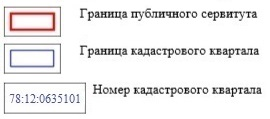 Граница публичного сервитута
Граница кадастрового квартала
78:12:0635101 Номер кадастрового квартала